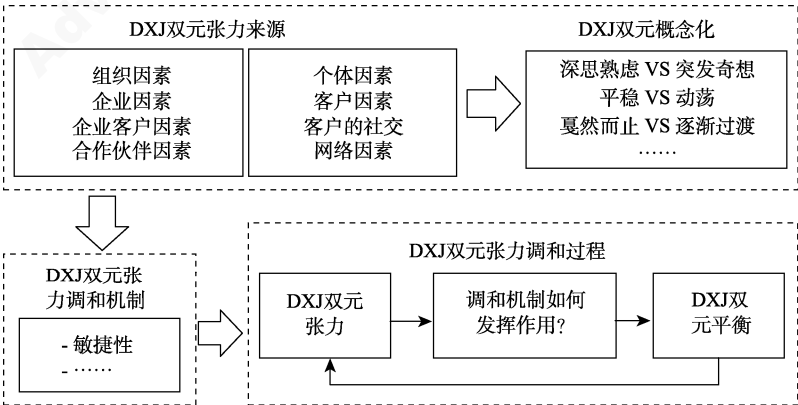 DXJ双元张力来源
组织因素
企业因素
企业客户因素
合作伙伴因素
个体因素
客户因素
客户的社交
网络因素
DXJ双元概念化
深思熟虑 VS 突发奇想
平稳 VS 动荡
戛然而止 VS 逐渐过渡
……
DXJ双元张
力调和机制
- 敏捷性
- ……
DXJ双元张力调和过程
DXJ双元
张力
调和机制如何
发挥作用?
DXJ双
元平衡